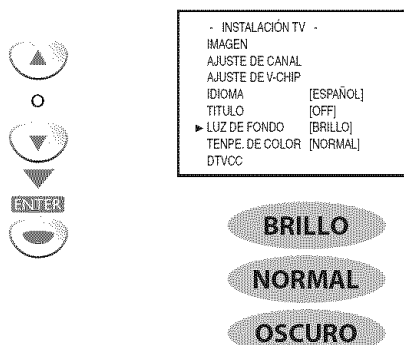 - INSTALACIÓN TV -
IMAGEN
AJUSTE DE CANAL
AJUSTE DE V-CHIP
IDIOMA [ESPAÑOL]
TITULO [OFF]
LUZ DE FONDO [BRILLO]
TENPE. DE COLOR [NORMAL]
DTVCC
O
ENTER
BRILLO
NORMAL
OSCURO